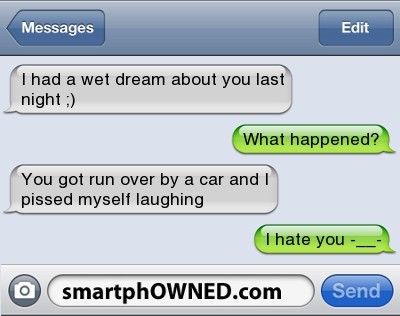 Messages
Edit
I had a wet dream about you last
night ;)
What happened?
You got run over by a car and I
pissed myself laughing
I hate you -__-
smartphOWNED.com
Send